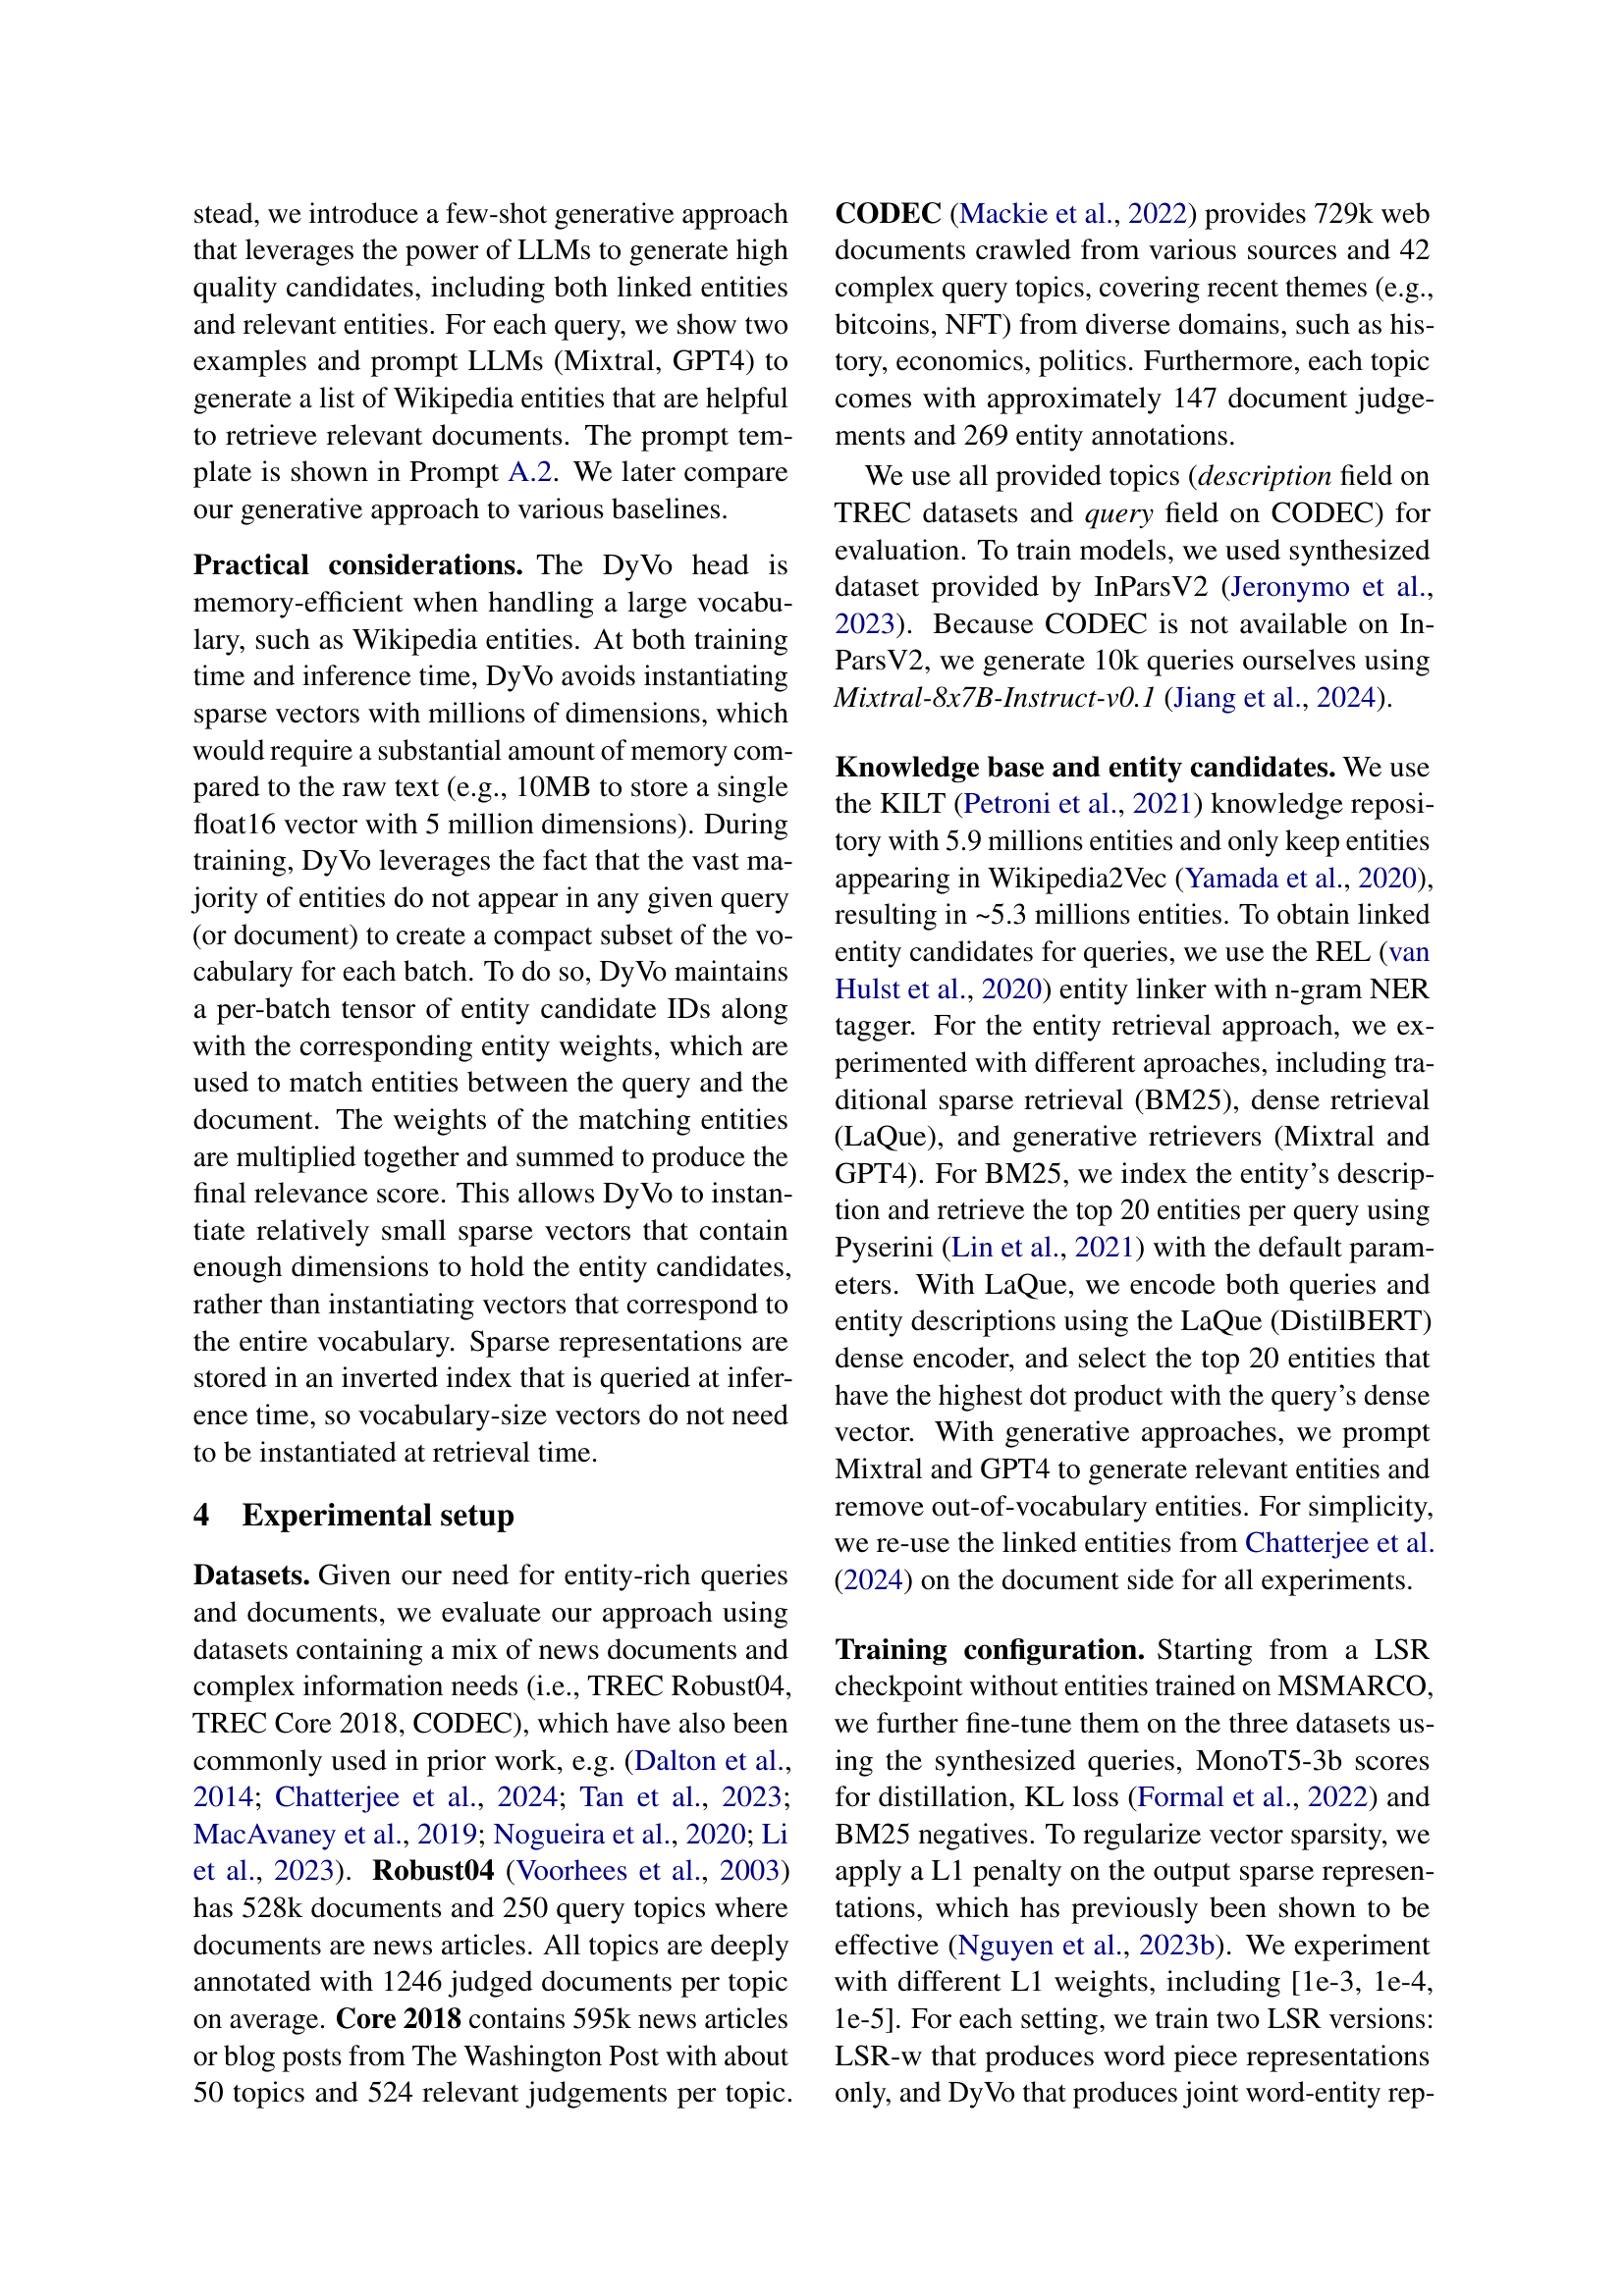 stead, we introduce a few-shot generative approach
that leverages the power of LLMs to generate high
quality candidates, including both linked entities
and relevant entities. For each query, we show two
examples and prompt LLMs (Mixtral, GPT4) to
generate a list of Wikipedia entities that are helpful
to retrieve relevant documents. The prompt tem-
plate is shown in Prompt A.2. We later compare
our generative approach to various baselines.
Practical considerations. The DyVo head is
memory-efficient when handling a large vocabu-
lary, such as Wikipedia entities. At both training
time and inference time, DyVo avoids instantiating
sparse vectors with millions of dimensions, which
would require a substantial amount of memory com-
pared to the raw text (e.g., 10MB to store a single
float16 vector with 5 million dimensions). During
training, DyVo leverages the fact that the vast ma-
jority of entities do not appear in any given query
(or document) to create a compact subset of the vo-
cabulary for each batch. To do so, DyVo maintains
a per-batch tensor of entity candidate IDs along
with the corresponding entity weights, which are
used to match entities between the query and the
document. The weights of the matching entities
are multiplied together and summed to produce the
final relevance score. This allows DyVo to instan-
tiate relatively small sparse vectors that contain
enough dimensions to hold the entity candidates,
rather than instantiating vectors that correspond to
the entire vocabulary. Sparse representations are
stored in an inverted index that is queried at infer-
ence time, so vocabulary-size vectors do not need
to be instantiated at retrieval time.
4 Experimental setup
Datasets. Given our need for entity-rich queries
and documents, we evaluate our approach using
datasets containing a mix of news documents and
complex information needs (i.e., TREC Robust04,
TREC Core 2018, CODEC), which have also been
commonly used in prior work, e.g. (Dalton et al.,
2014; Chatterjee et al., 2024; Tan et al., 2023;
MacAvaney et al., 2019; Nogueira et al., 2020; Li
et al., 2023). Robust04 (Voorhees et al., 2003)
has 528k documents and 250 query topics where
documents are news articles. All topics are deeply
annotated with 1246 judged documents per topic
on average. Core 2018 contains 595k news articles
or blog posts from The Washington Post with about
50 topics and 524 relevant judgements per topic.
CODEC (Mackie et al., 2022) provides 729k web
documents crawled from various sources and 42
complex query topics, covering recent themes (e.g.,
bitcoins, NFT) from diverse domains, such as his-
tory, economics, politics. Furthermore, each topic
comes with approximately 147 document judge-
ments and 269 entity annotations.
We use all provided topics (description field on
TREC datasets and query field on CODEC) for
evaluation. To train models, we used synthesized
dataset provided by InParsV2 (Jeronymo et al.,
2023). Because CODEC is not available on In-
ParsV2, we generate 10k queries ourselves using
Mixtral-8x7B-Instruct-v0.1 (Jiang et al., 2024).
Knowledge base and entity candidates. We use
the KILT (Petroni et al., 2021) knowledge reposi-
tory with 5.9 millions entities and only keep entities
appearing in Wikipedia2Vec (Yamada et al., 2020),
resulting in ~5.3 millions entities. To obtain linked
entity candidates for queries, we use the REL (van
Hulst et al., 2020) entity linker with n-gram NER
tagger. For the entity retrieval approach, we ex-
perimented with different aproaches, including tra-
ditional sparse retrieval (BM25), dense retrieval
(LaQue), and generative retrievers (Mixtral and
GPT4). For BM25, we index the entity's descrip-
tion and retrieve the top 20 entities per query using
Pyserini (Lin et al., 2021) with the default param-
eters. With LaQue, we encode both queries and
entity descriptions using the LaQue (DistilBERT)
dense encoder, and select the top 20 entities that
have the highest dot product with the query's dense
vector. With generative approaches, we prompt
Mixtral and GPT4 to generate relevant entities and
remove out-of-vocabulary entities. For simplicity,
we re-use the linked entities from Chatterjee et al.
(2024) on the document side for all experiments.
Training configuration. Starting from a LSR
checkpoint without entities trained on MSMARCO,
we further fine-tune them on the three datasets us-
ing the synthesized queries, MonoT5-3b scores
for distillation, KL loss (Formal et al., 2022) and
BM25 negatives. To regularize vector sparsity, we
apply a L1 penalty on the output sparse represen-
tations, which has previously been shown to be
effective (Nguyen et al., 2023b). We experiment
with different L1 weights, including [1e-3, 1e-4,
1e-5]. For each setting, we train two LSR versions:
LSR-w that produces word piece representations
only, and DyVo that produces joint word-entity rep-